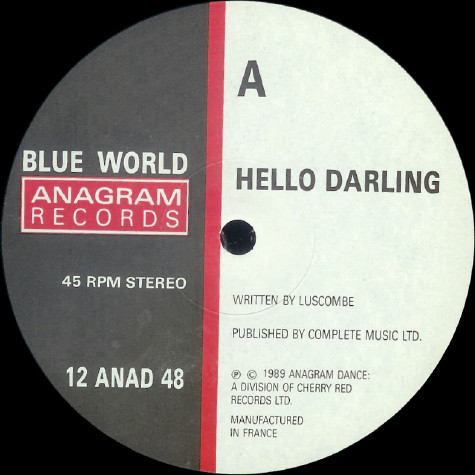 A
BLUE WORLD
ANAGRAM
RECORDS
HELLO DARLING
45 RPM STEREO
WRITTEN BY LUSCOMBE
PUBLISHED BY COMPLETE MUSIC LTD.
12 ANAD 48
℗ © 1989 ANAGRAM DANCE:
A DIVISION OF CHERRY RED
RECORDS LTD.
MANUFACTURED
IN FRANCE